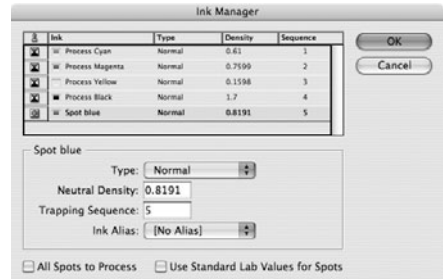 Ink Manager
Ink Type Density Sequence
Process Cyan Normal 0.61 1
Process Magenta Normal 0.7599 2
Process Yellow Normal 0.1598 3
Process Black Normal 1.7 4
Spot blue Normal 0.8191 5
OK
Cancel
Spot blue
Type: Normal
Neutral Density: 0.8191
Trapping Sequence: 5
Ink Alias: [No Alias]
All Spots to Process Use Standard Lab Values for Spots